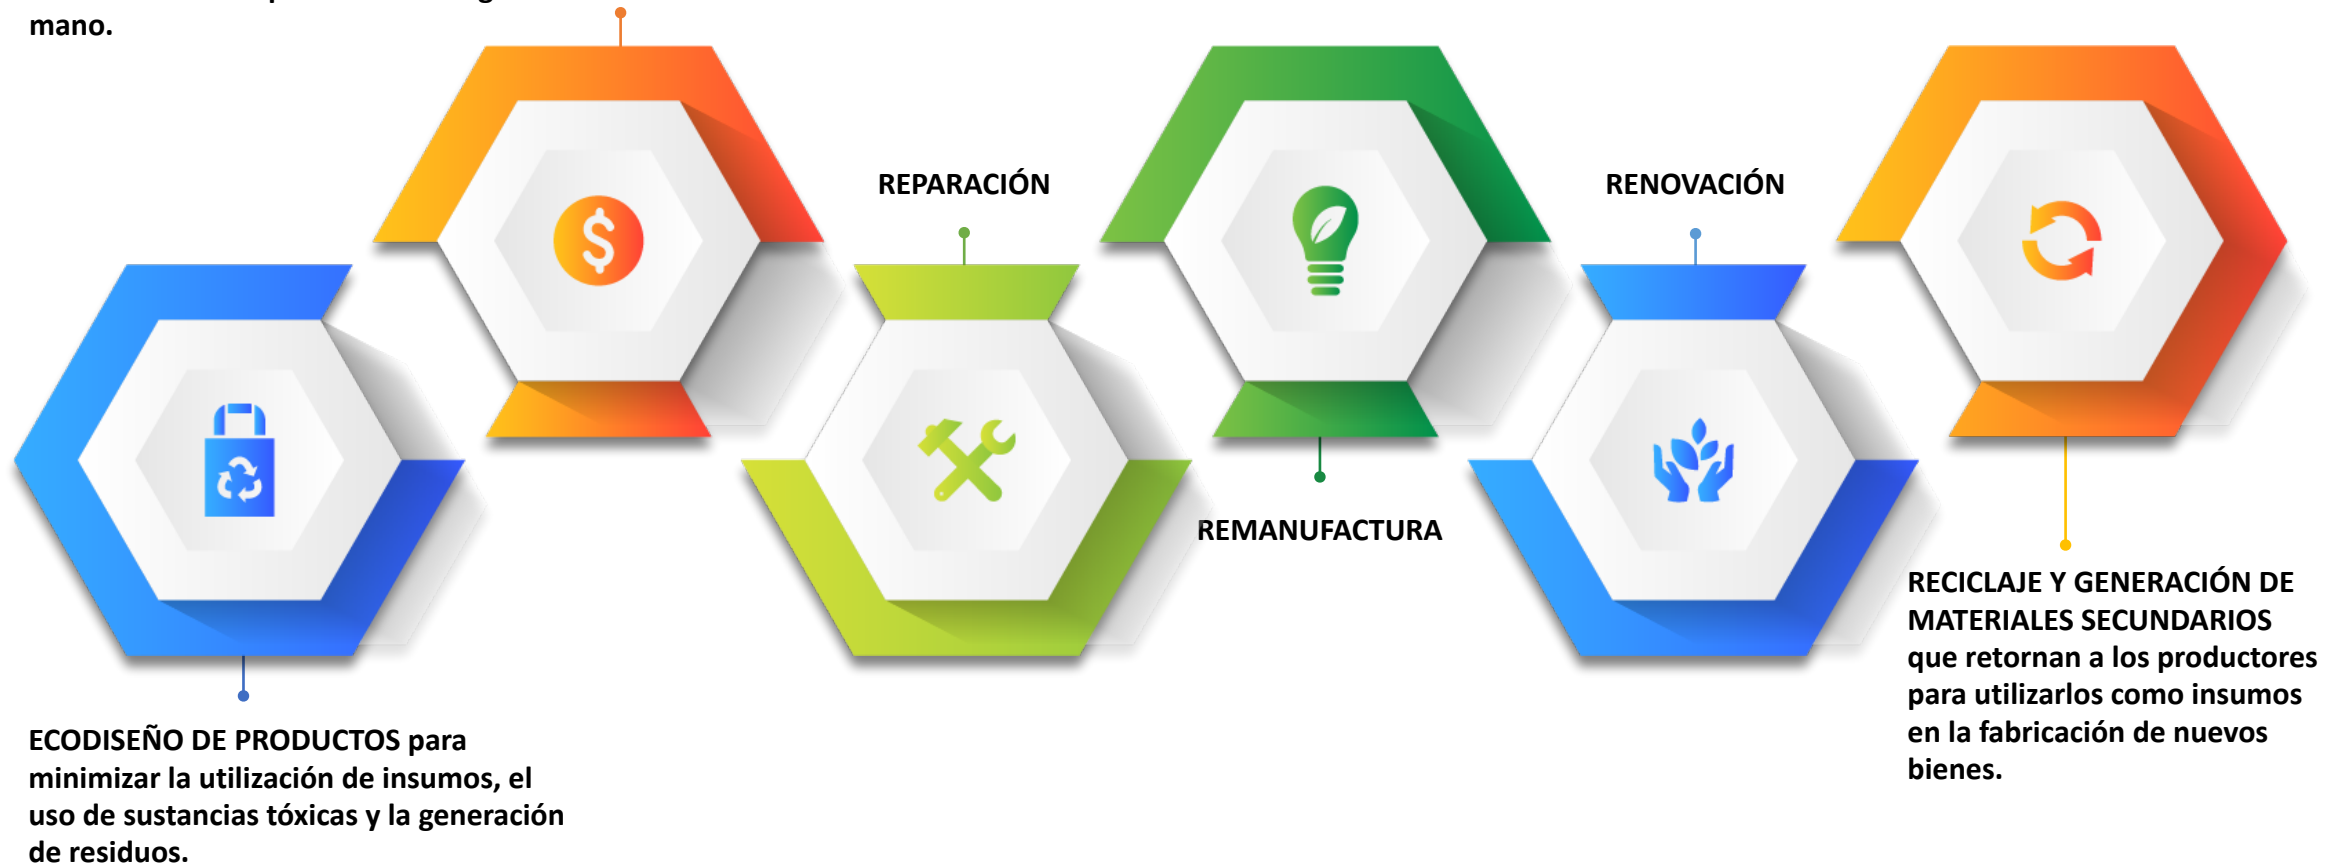 mano.
REPARACIÓN
RENOVACIÓN
REMANUFACTURA
RECICLAJE Y GENERACIÓN DE
MATERIALES SECUNDARIOS
que retornan a los productores
para utilizarlos como insumos
en la fabricación de nuevos
bienes.
ECODISEÑO DE PRODUCTOS para
minimizar la utilización de insumos, el
uso de sustancias tóxicas y la generación
de residuos.